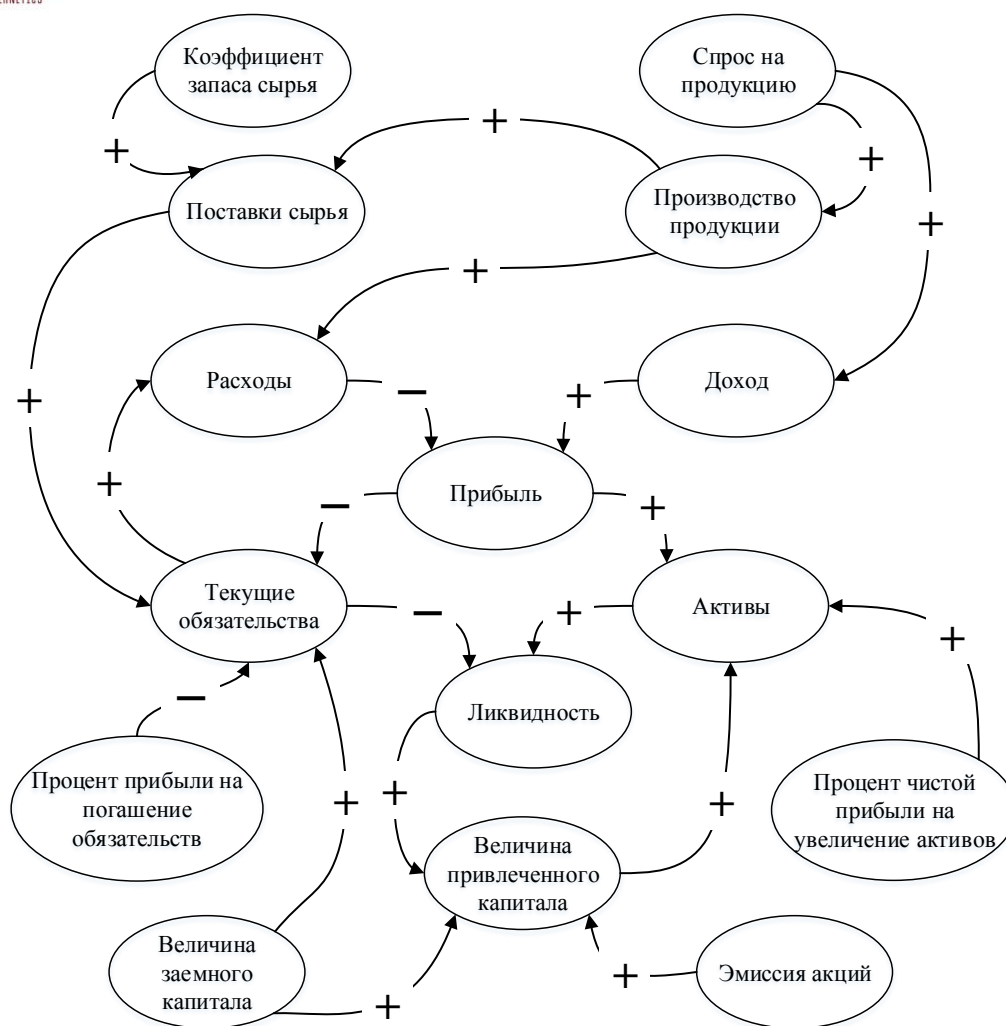 Коэффициент
запаса сырья
Спрос на
продукцию
+
+
+
Поставки сырья
Производство
продукции
+
+
Расходы
Доход
+
−
+
Прибыль
+
−
+
Текущие
обязательства
Активы
−
+
+
−
Ликвидность
Процент прибыли на
погашение
обязательств
+
+
+
Процент чистой
прибыли на
увеличение активов
Величина
привлеченного
капитала
Величина
заемного
капитала
+
+
Эмиссия акций